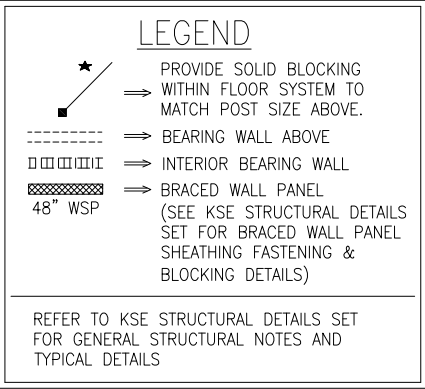 LEGEND
PROVIDE SOLID BLOCKING
WITHIN FLOOR SYSTEM TO
MATCH POST SIZE ABOVE.
BEARING WALL ABOVE
INTERIOR BEARING WALL
BRACED WALL PANEL
48" WSP
(SEE KSE STRUCTURAL DETAILS
SET FOR BRACED WALL PANEL
SHEATHING FASTENING &
BLOCKING DETAILS)
REFER TO KSE STRUCTURAL DETAILS SET
FOR GENERAL STRUCTURAL NOTES AND
TYPICAL DETAILS